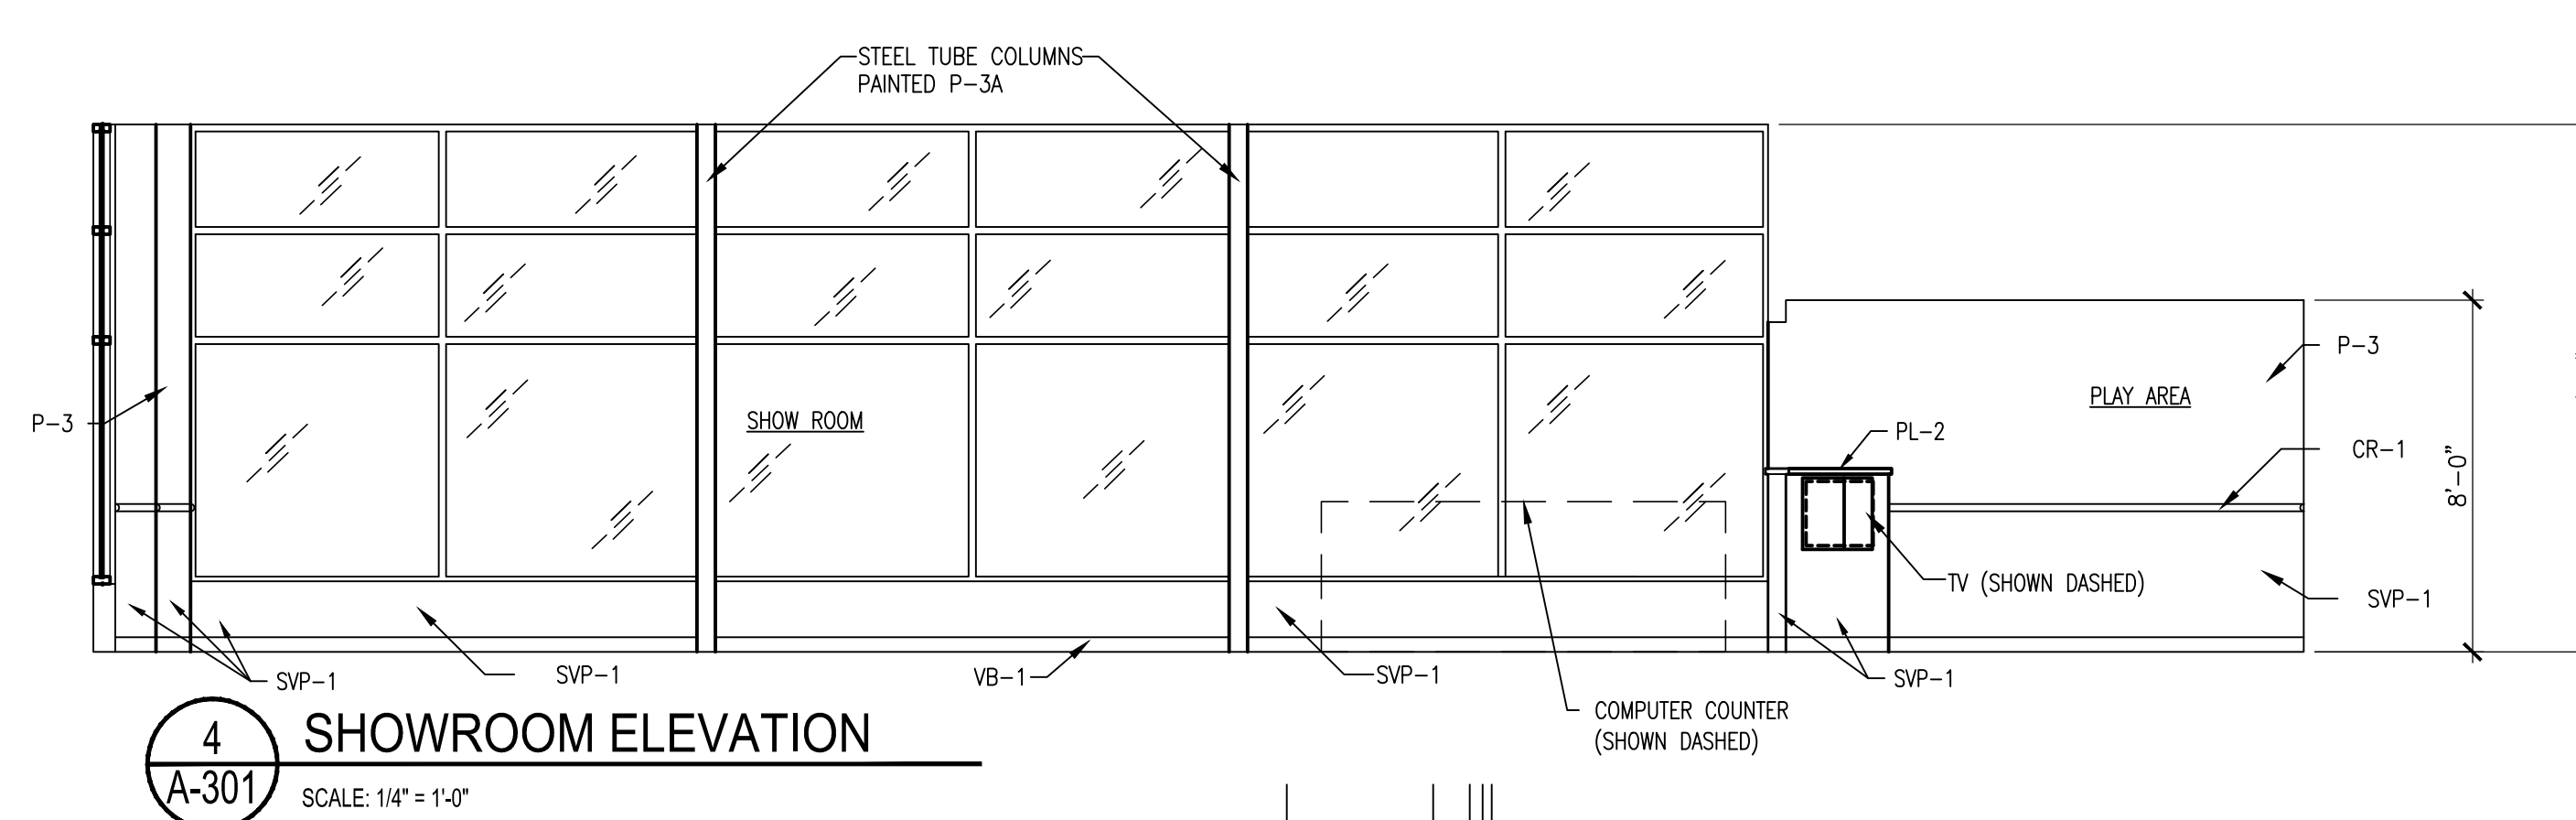 STEEL TUBE COLUMNS
PAINTED P-3A
P-3
SHOW ROOM
P-3
PLAY AREA
PL-2
CR-1
8'-0"
TV (SHOWN DASHED)
SVP-1
SVP-1
SVP-1
VB-1
SVP-1
SVP-1
COMPUTER COUNTER
(SHOWN DASHED)
4
A-301
SHOWROOM ELEVATION
SCALE: 1/4" = 1'-0"